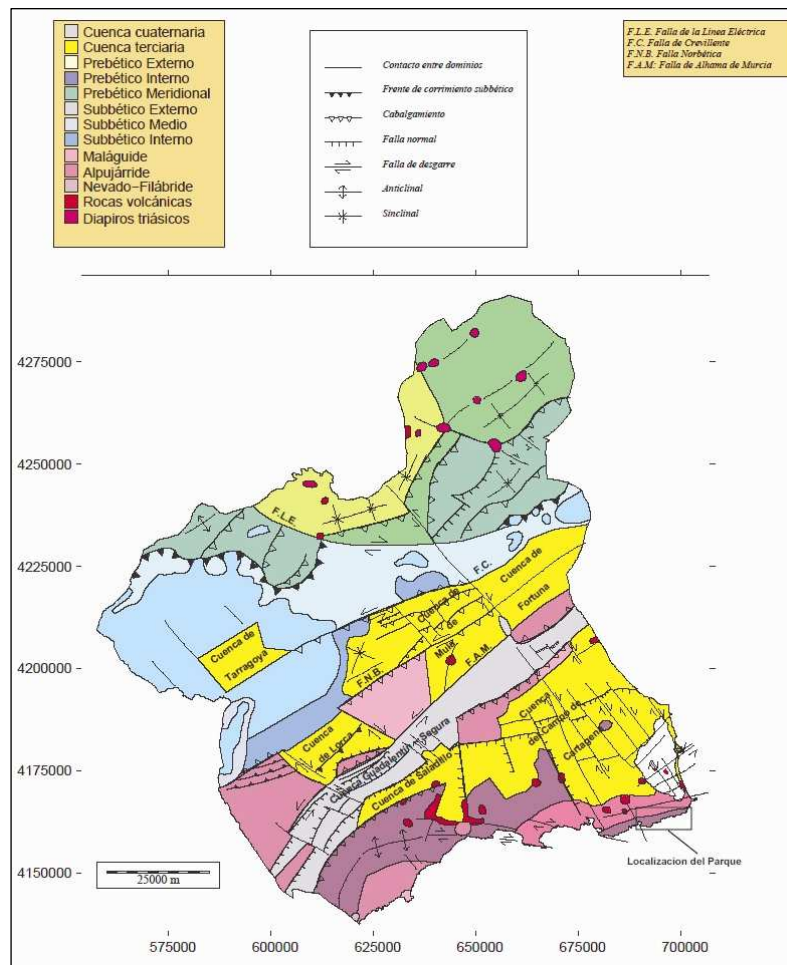 Cuenca cuaternaria
Cuenca terciaria
Prebético Externo
Prebético Interno
Prebético Meridional
Subbético Externo
Subbético Medio
Subbético Interno
Maláguide
Alpujárride
Nevado-Filábride
Rocas volcánicas
Diapiros triásicos
Contacto entre dominios
Frente de corrimiento subbético
Cabalgamiento
Falla normal
Falla de desgarre
Anticlinal
Sinclinal
F.L.E. Falla de la Línea Eléctrica
F.C. Falla de Crevillente
F.N.B. Falla Norbética
F.A.M: Falla de Alhama de Murcia
4275000
4250000
4225000
4200000
4175000
4150000
F.L.E.
F.C.
Cuenca de
Fortuna
Cuenca de
Mula
Cuenca de
Tarragoya
F.N.B.
F.A.M.
Cuenca
de Lorca
Cuenca Guadalentín - Segura
Cuenca de Saladillo
Cuenca
del Campo de
Cartagena
Localizacion del Parque
25000 m
575000
600000
625000
650000
675000
700000